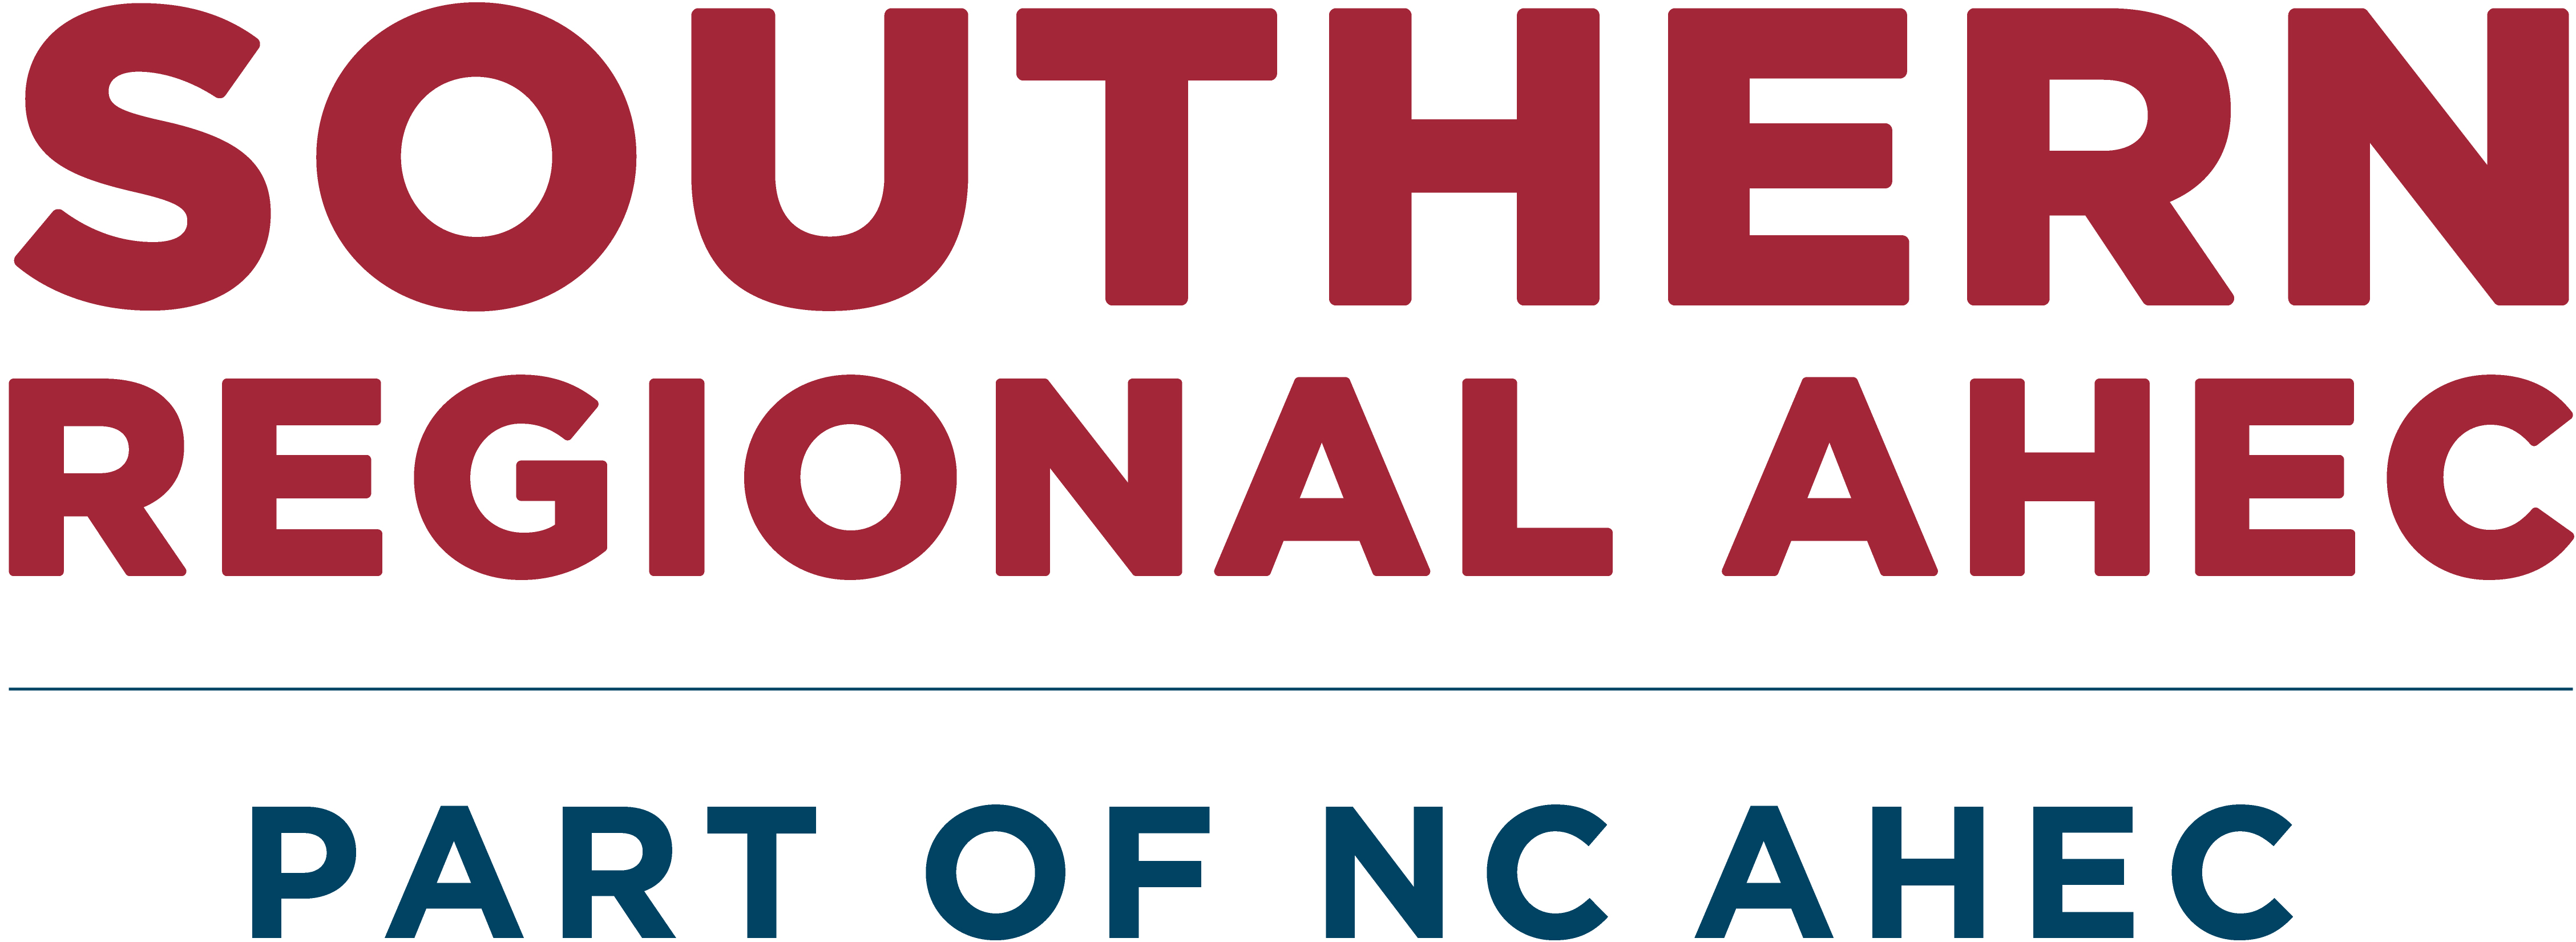 SOUTHERN
REGIONAL AHEC
PART OF NC AHEC